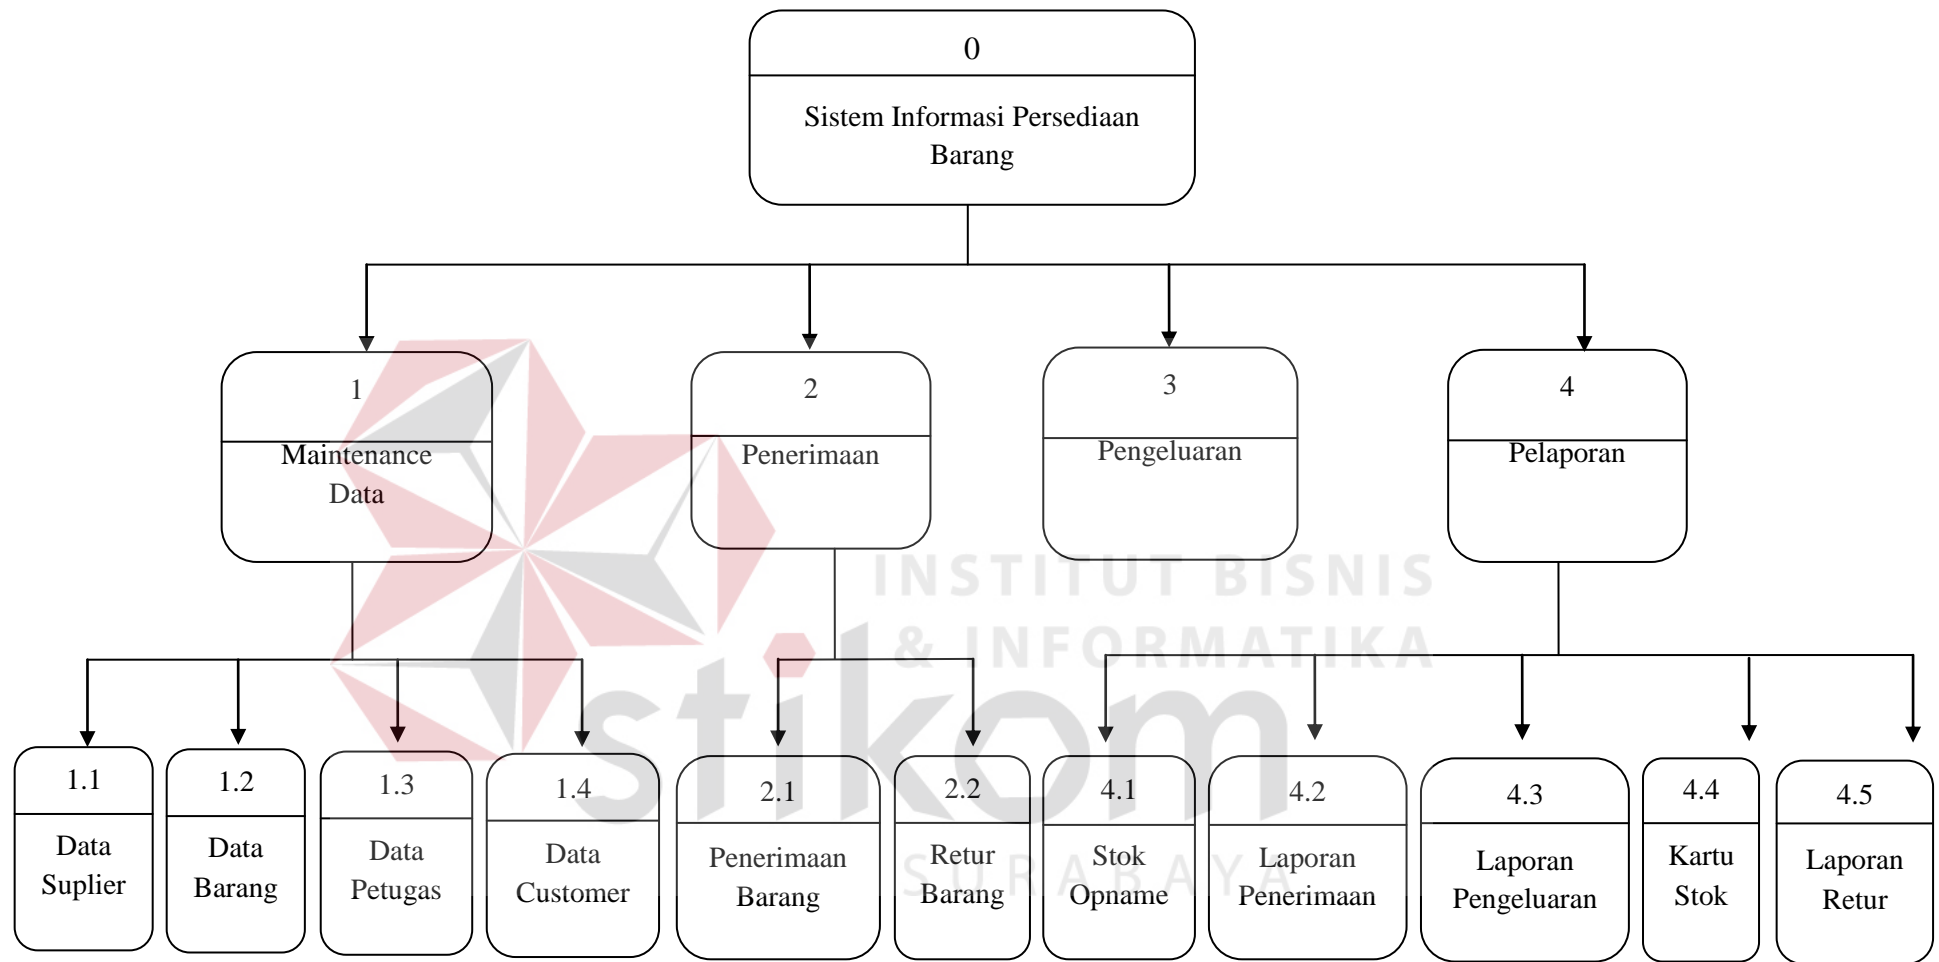 0
Sistem Informasi Persediaan
Barang
1
Maintenance
Data
2
Penerimaan
3
Pengeluaran
4
Pelaporan
INSTITUT BISNIS
& INFORMATIKA
stikom
SURABAYA
1.1
Data
Suplier
1.2
Data
Barang
1.3
Data
Petugas
1.4
Data
Customer
2.1
Penerimaan
Barang
2.2
Retur
Barang
4.1
Stok
Opname
4.2
Laporan
Penerimaan
4.3
Laporan
Pengeluaran
4.4
Kartu
Stok
4.5
Laporan
Retur